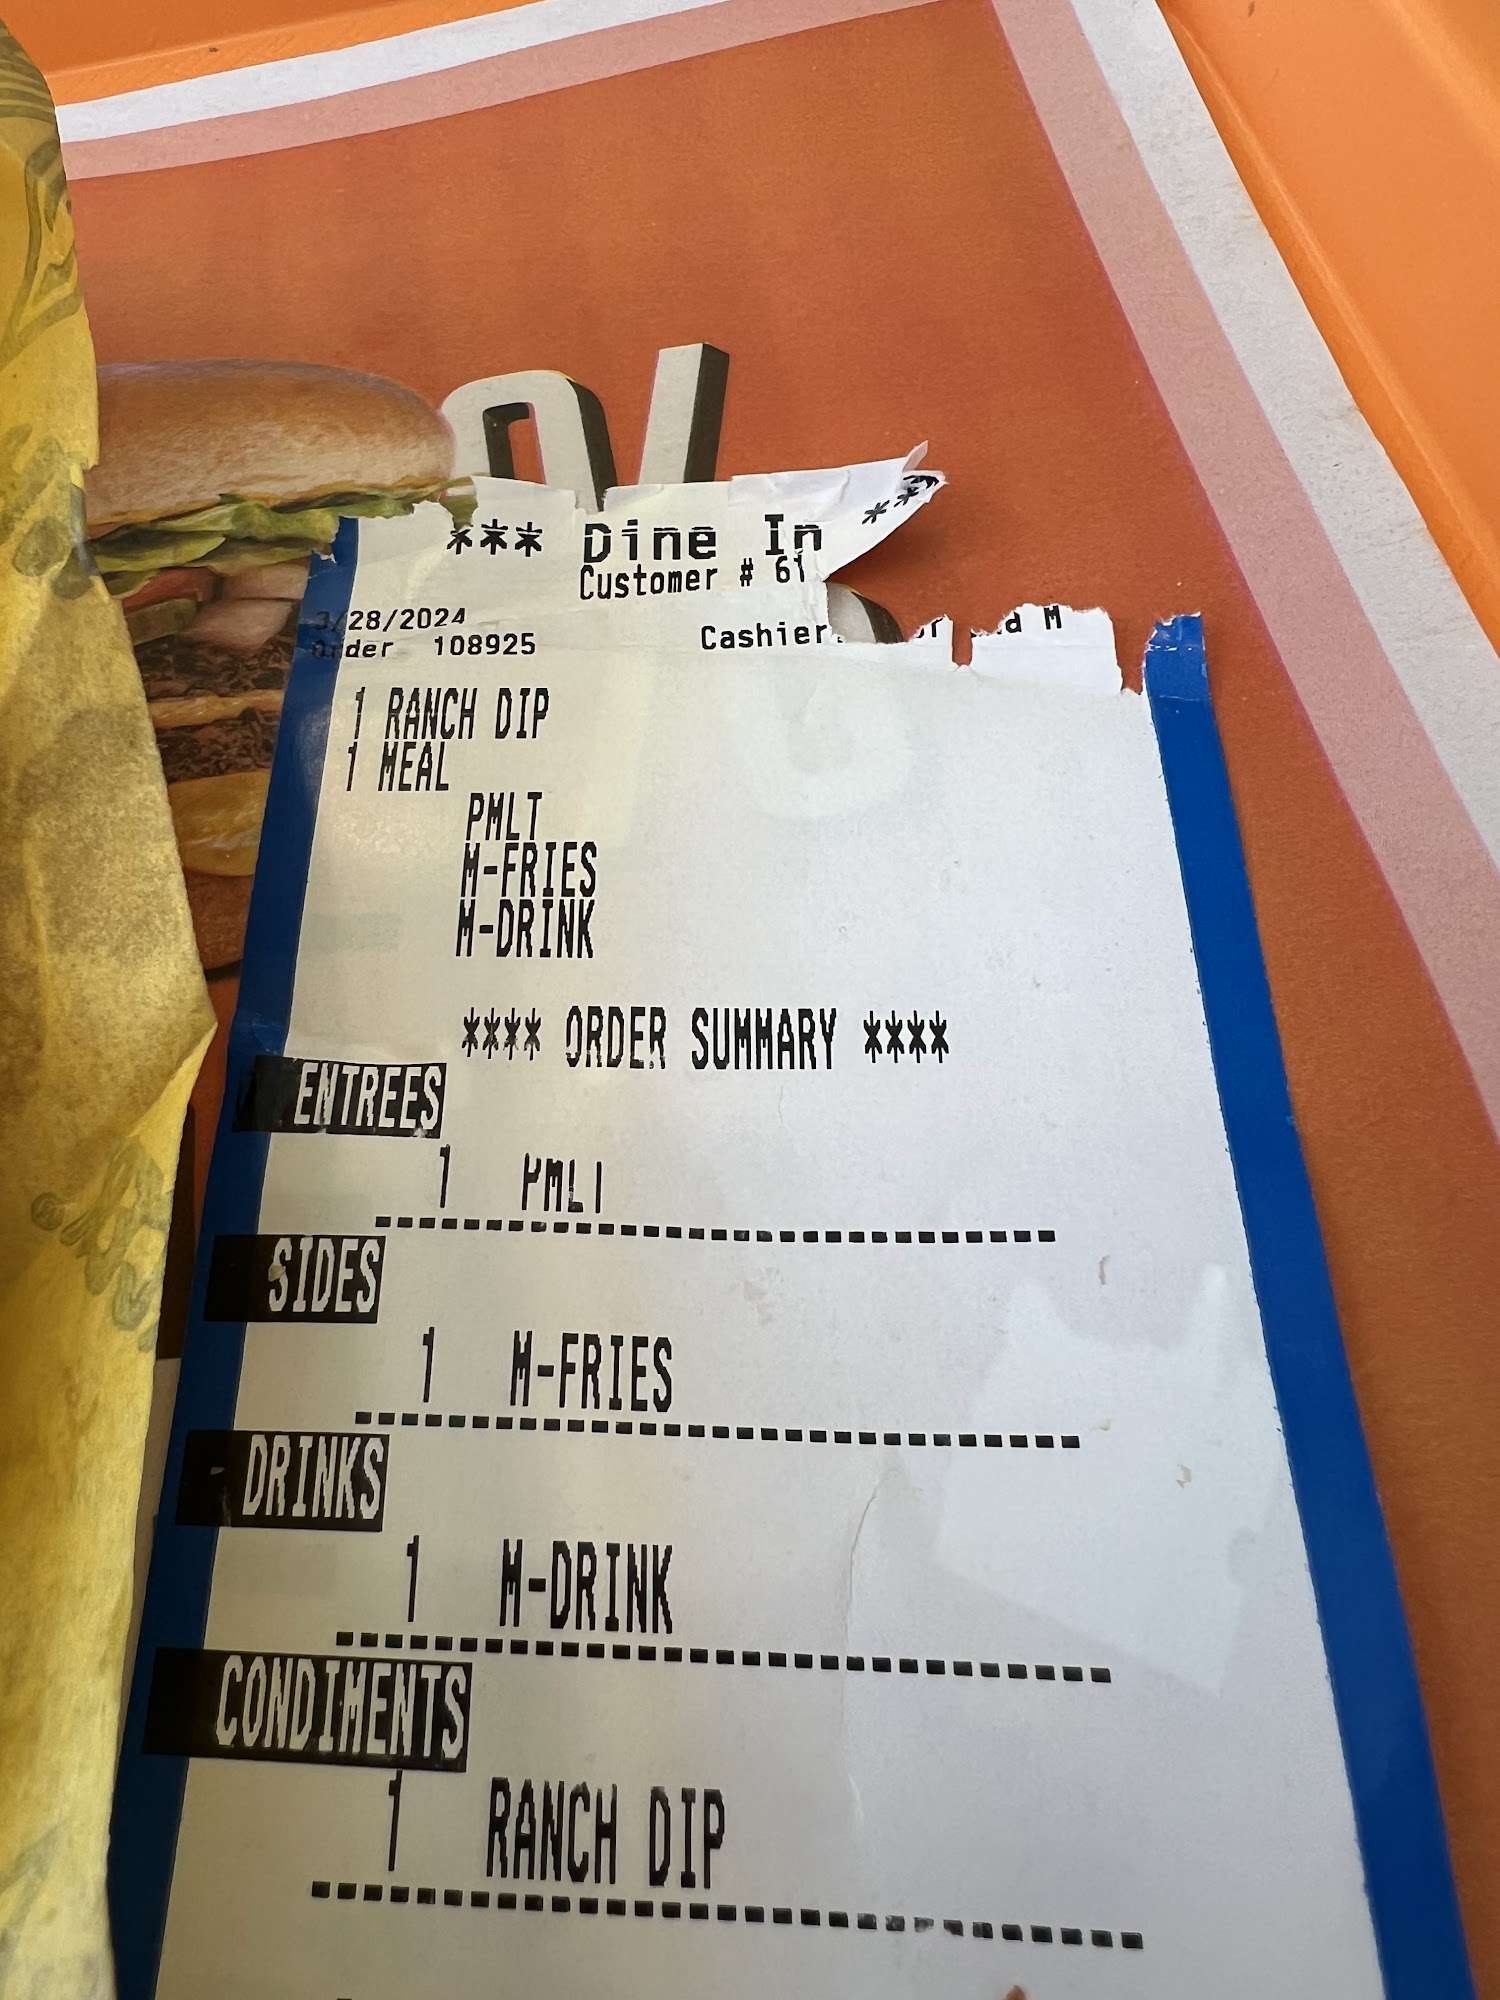 *** Dine In ***
Customer # 61
3/28/2024
Order 108925 Cashier: M
1 RANCH DIP
1 MEAL
PMLT
M-FRIES
M-DRINK
**** ORDER SUMMARY ****
ENTREES
1 PMLT
SIDES
1 M-FRIES
DRINKS
1 M-DRINK
CONDIMENTS
1 RANCH DIP